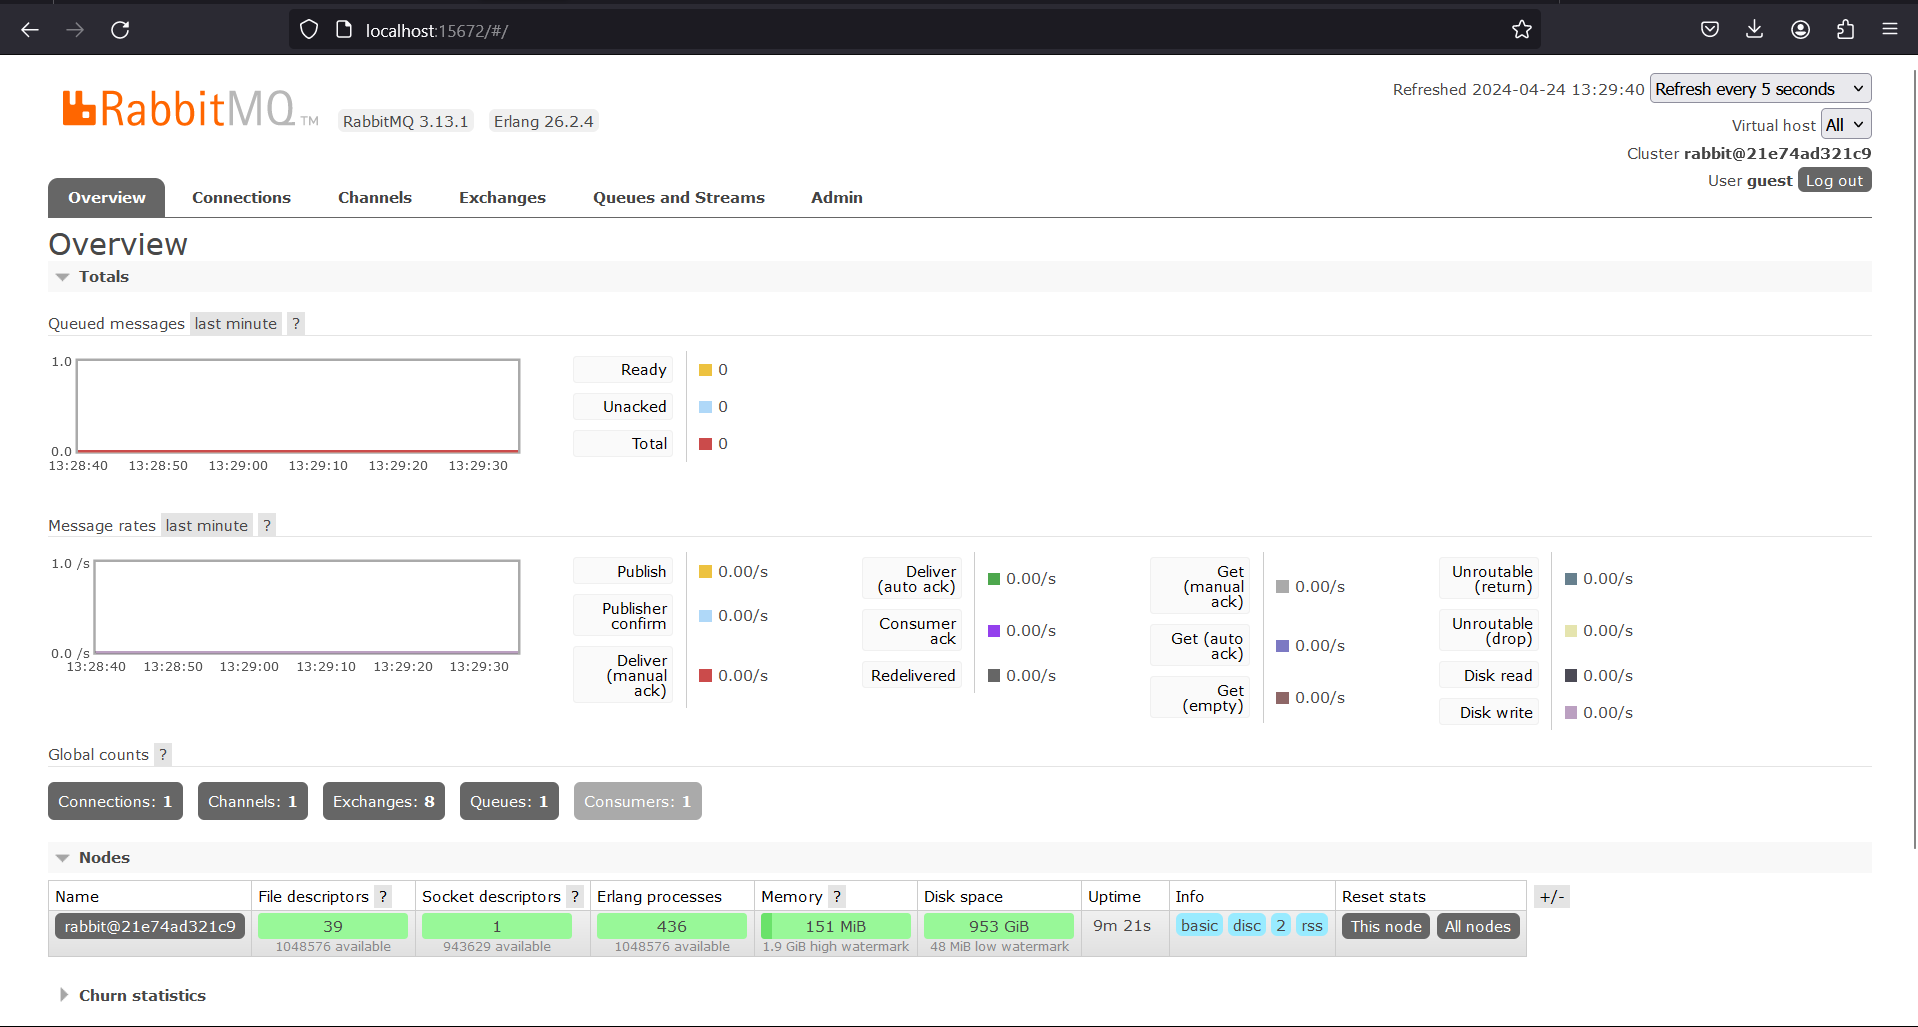 localhost:15672/#/
RabbitMQ TM
RabbitMQ 3.13.1 Erlang 26.2.4
Refreshed 2024-04-24 13:29:40 Refresh every 5 seconds
Virtual host All
Cluster rabbit@21e74ad321c9
User guest Log out
Overview Connections Channels Exchanges Queues and Streams Admin
Overview
Totals
Queued messages last minute ?
1.0
0.0
13:28:40 13:28:50 13:29:00 13:29:10 13:29:20 13:29:30
Ready 0
Unacked 0
Total 0
Message rates last minute ?
1.0 /s
0.0 /s
13:28:40 13:28:50 13:29:00 13:29:10 13:29:20 13:29:30
Publish 0.00/s
Publisher
confirm 0.00/s
Deliver
(manual
ack) 0.00/s
Deliver
(auto ack) 0.00/s
Consumer
ack 0.00/s
Redelivered 0.00/s
Get
(manual
ack) 0.00/s
Get (auto
ack) 0.00/s
Get
(empty) 0.00/s
Unroutable
(return) 0.00/s
Unroutable
(drop) 0.00/s
Disk read 0.00/s
Disk write 0.00/s
Global counts ?
Connections: 1 Channels: 1 Exchanges: 8 Queues: 1 Consumers: 1
Nodes
Name File descriptors ? Socket descriptors ? Erlang processes Memory ? Disk space Uptime Info Reset stats +/-
rabbit@21e74ad321c9 39 1 436 151 MiB 953 GiB 9m 21s basic disc 2 rss This node All nodes
1048576 available 943629 available 1048576 available 1.9 GiB high watermark 48 MiB low watermark
Churn statistics